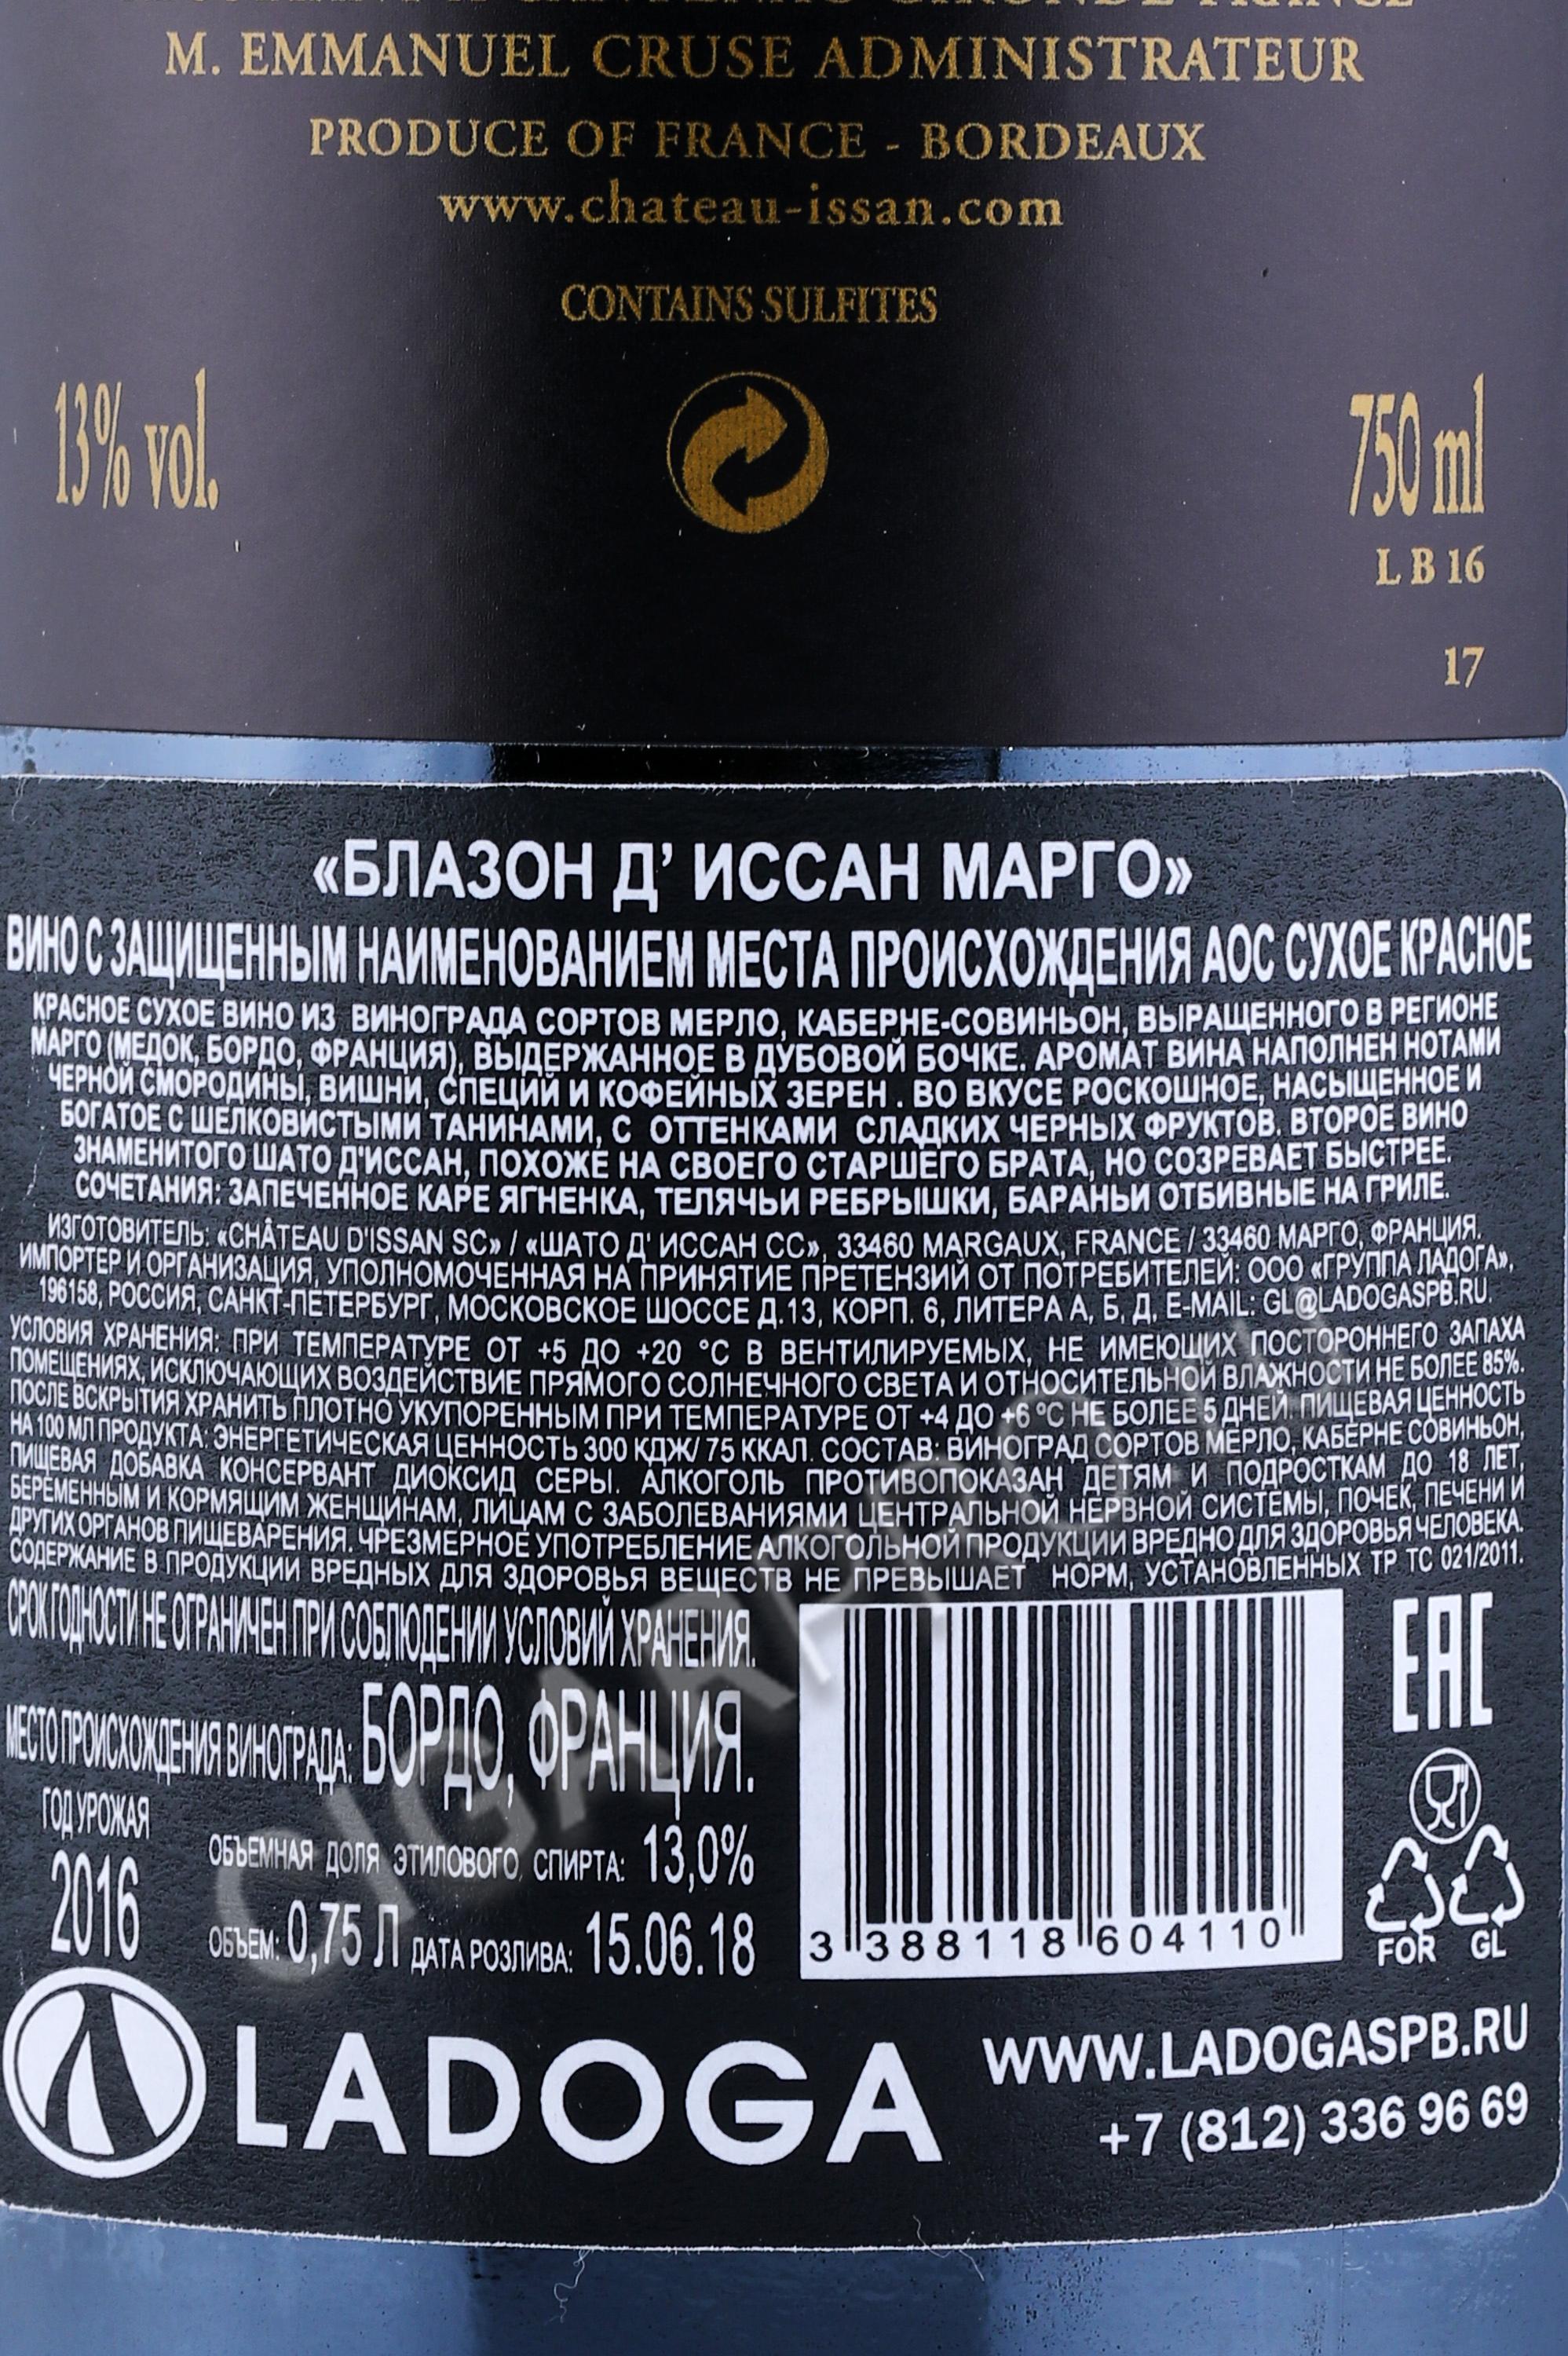 M. EMMANUEL CRUSE ADMINISTRATEUR
PRODUCE OF FRANCE - BORDEAUX
www.chateau-issan.com
CONTAINS SULFITES
13% vol.
750 ml
L B 16
17
«БЛАЗОН Д’ ИССАН МАРГО»
ВИНО С ЗАЩИЩЕННЫМ НАИМЕНОВАНИЕМ МЕСТА ПРОИСХОЖДЕНИЯ АОС СУХОЕ КРАСНОЕ
КРАСНОЕ СУХОЕ ВИНО ИЗ ВИНОГРАДА СОРТОВ МЕРЛО, КАБЕРНЕ-СОВИНЬОН, ВЫРАЩЕННОГО В РЕГИОНЕ
МАРГО (МЕДОК, БОРДО, ФРАНЦИЯ), ВЫДЕРЖАННОЕ В ДУБОВОЙ БОЧКЕ. АРОМАТ ВИНА НАПОЛНЕН НОТАМИ
ЧЕРНОЙ СМОРОДИНЫ, ВИШНИ, СПЕЦИЙ И КОФЕЙНЫХ ЗЕРЕН . ВО ВКУСЕ РОСКОШНОЕ, НАСЫЩЕННОЕ И
БОГАТОЕ С ШЕЛКОВИСТЫМИ ТАНИНАМИ, С ОТТЕНКАМИ СЛАДКИХ ЧЕРНЫХ ФРУКТОВ. ВТОРОЕ ВИНО
ЗНАМЕНИТОГО ШАТО Д'ИССАН, ПОХОЖЕ НА СВОЕГО СТАРШЕГО БРАТА, НО СОЗРЕВАЕТ БЫСТРЕЕ.
СОЧЕТАНИЯ: ЗАПЕЧЕННОЕ КАРЕ ЯГНЕНКА, ТЕЛЯЧЬИ РЕБРЫШКИ, БАРАНЬИ ОТБИВНЫЕ НА ГРИЛЕ.
ИЗГОТОВИТЕЛЬ: «CHÂTEAU D'ISSAN SC» / «ШАТО Д' ИССАН СС», 33460 MARGAUX, FRANCE / 33460 МАРГО, ФРАНЦИЯ.
ИМПОРТЕР И ОРГАНИЗАЦИЯ, УПОЛНОМОЧЕННАЯ НА ПРИНЯТИЕ ПРЕТЕНЗИЙ ОТ ПОТРЕБИТЕЛЕЙ: ООО «ГРУППА ЛАДОГА»,
196158, РОССИЯ, САНКТ-ПЕТЕРБУРГ, МОСКОВСКОЕ ШОССЕ Д.13, КОРП. 6, ЛИТЕРА А, Б, Д, E-MAIL: GL@LADOGASPB.RU.
УСЛОВИЯ ХРАНЕНИЯ: ПРИ ТЕМПЕРАТУРЕ ОТ +5 ДО +20 °С В ВЕНТИЛИРУЕМЫХ, НЕ ИМЕЮЩИХ ПОСТОРОННЕГО ЗАПАХА
ПОМЕЩЕНИЯХ, ИСКЛЮЧАЮЩИХ ВОЗДЕЙСТВИЕ ПРЯМОГО СОЛНЕЧНОГО СВЕТА И ОТНОСИТЕЛЬНОЙ ВЛАЖНОСТИ НЕ БОЛЕЕ 85%.
ПОСЛЕ ВСКРЫТИЯ ХРАНИТЬ ПЛОТНО УКУПОРЕННЫМ ПРИ ТЕМПЕРАТУРЕ ОТ +4 ДО +6 °С НЕ БОЛЕЕ 5 ДНЕЙ. ПИЩЕВАЯ ЦЕННОСТЬ
НА 100 МЛ ПРОДУКТА: ЭНЕРГЕТИЧЕСКАЯ ЦЕННОСТЬ 300 КДЖ/ 75 ККАЛ. СОСТАВ: ВИНОГРАД СОРТОВ МЕРЛО, КАБЕРНЕ СОВИНЬОН,
ПИЩЕВАЯ ДОБАВКА КОНСЕРВАНТ ДИОКСИД СЕРЫ. АЛКОГОЛЬ ПРОТИВОПОКАЗАН ДЕТЯМ И ПОДРОСТКАМ ДО 18 ЛЕТ,
БЕРЕМЕННЫМ И КОРМЯЩИМ ЖЕНЩИНАМ, ЛИЦАМ С ЗАБОЛЕВАНИЯМИ ЦЕНТРАЛЬНОЙ НЕРВНОЙ СИСТЕМЫ, ПОЧЕК, ПЕЧЕНИ И
ДРУГИХ ОРГАНОВ ПИЩЕВАРЕНИЯ. ЧРЕЗМЕРНОЕ УПОТРЕБЛЕНИЕ АЛКОГОЛЬНОЙ ПРОДУКЦИИ ВРЕДНО ДЛЯ ЗДОРОВЬЯ ЧЕЛОВЕКА.
СОДЕРЖАНИЕ В ПРОДУКЦИИ ВРЕДНЫХ ДЛЯ ЗДОРОВЬЯ ВЕЩЕСТВ НЕ ПРЕВЫШАЕТ НОРМ, УСТАНОВЛЕННЫХ ТР ТС 021/2011.
СРОК ГОДНОСТИ НЕ ОГРАНИЧЕН ПРИ СОБЛЮДЕНИИ УСЛОВИЙ ХРАНЕНИЯ.
МЕСТО ПРОИСХОЖДЕНИЯ ВИНОГРАДА: БОРДО, ФРАНЦИЯ.
ГОД УРОЖАЯ
2016
ОБЪЕМНАЯ ДОЛЯ ЭТИЛОВОГО СПИРТА: 13,0%
ОБЪЕМ: 0,75 Л ДАТА РОЗЛИВА: 15.06.18
3 388118 604110
EAC
FOR GL
LADOGA
WWW.LADOGASPB.RU
+7 (812) 336 96 69
CIGARPRO.RU